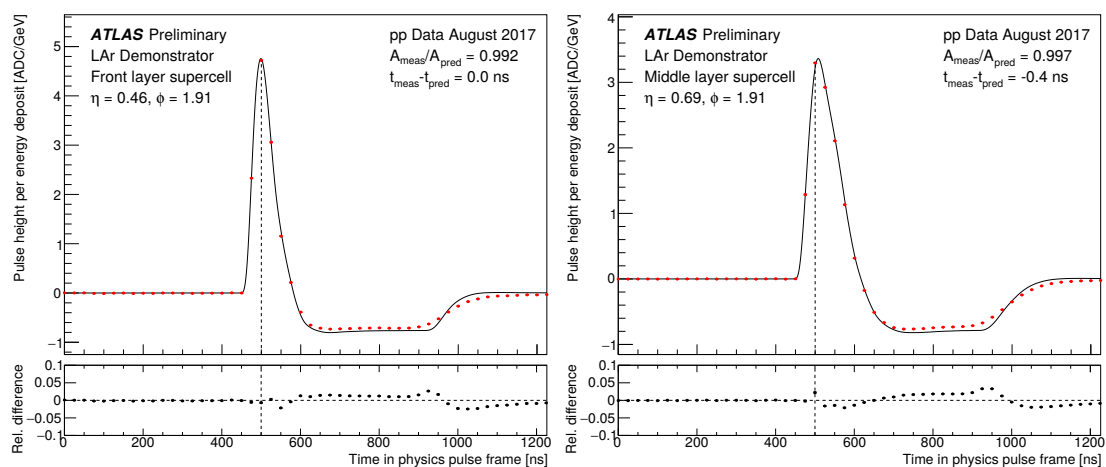 ATLAS Preliminary
LAr Demonstrator
Front layer supercell
η = 0.46, ϕ = 1.91
pp Data August 2017
A_meas/A_pred = 0.992
t_meas-t_pred = 0.0 ns
Pulse height per energy deposit [ADC/GeV]
5
4
3
2
1
0
−1
Rel. difference
0.1
0.05
0
−0.05
−0.1
0 200 400 600 800 1000 1200
Time in physics pulse frame [ns]
ATLAS Preliminary
LAr Demonstrator
Middle layer supercell
η = 0.69, ϕ = 1.91
pp Data August 2017
A_meas/A_pred = 0.997
t_meas-t_pred = -0.4 ns
Pulse height per energy deposit [ADC/GeV]
4
3
2
1
0
−1
Rel. difference
0.1
0.05
0
−0.05
−0.1
0 200 400 600 800 1000 1200
Time in physics pulse frame [ns]